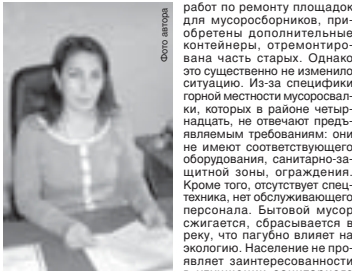 Фото автора
работ по ремонту площадок
для мусоросборников, при-
обретены дополнительные
контейнеры, отремонтиро-
вана часть старых. Однако
это существенно не изменило
ситуацию. Из-за специфики
горной местности мусоросвал-
ки, которых в районе четыр-
надцать, не отвечают предъ-
являемым требованиям: они
не имеют соответствующего
оборудования, санитарно-за-
щитной зоны, ограждения.
Кроме того, отсутствует спец-
техника, нет обслуживающего
персонала. Бытовой мусор
сжигается, сбрасывается в
реку, что пагубно влияет на
экологию. Население не про-
являет заинтересованности